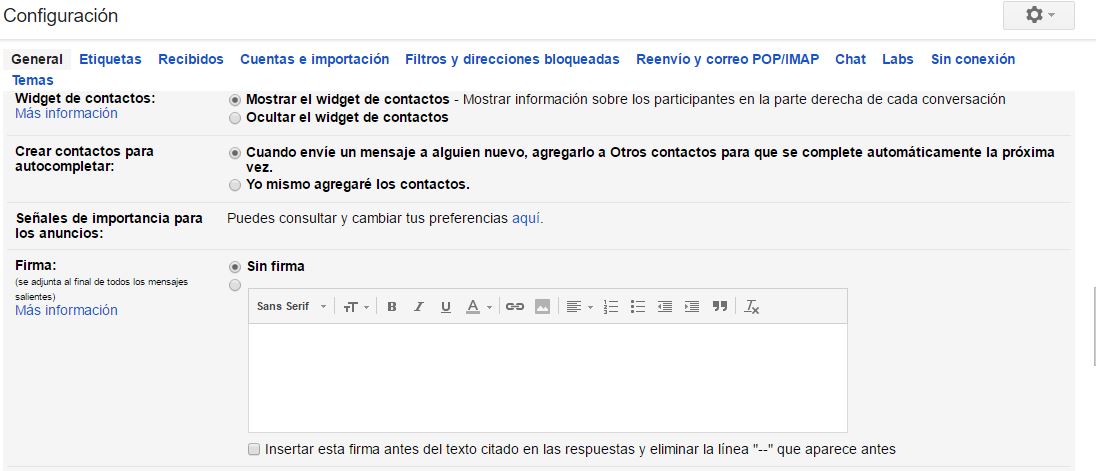 Configuración
General Etiquetas Recibidos Cuentas e importación Filtros y direcciones bloqueadas Reenvío y correo POP/IMAP Chat Labs Sin conexión
Temas
Widget de contactos:
Más información
Mostrar el widget de contactos - Mostrar información sobre los participantes en la parte derecha de cada conversación
Ocultar el widget de contactos
Crear contactos para
autocompletar:
Cuando envíe un mensaje a alguien nuevo, agregarlo a Otros contactos para que se complete automáticamente la próxima
vez.
Yo mismo agregaré los contactos.
Señales de importancia para
los anuncios:
Puedes consultar y cambiar tus preferencias aquí.
Firma:
(se adjunta al final de todos los mensajes
salientes)
Más información
Sin firma
Sans Serif
Insertar esta firma antes del texto citado en las respuestas y eliminar la línea "--" que aparece antes